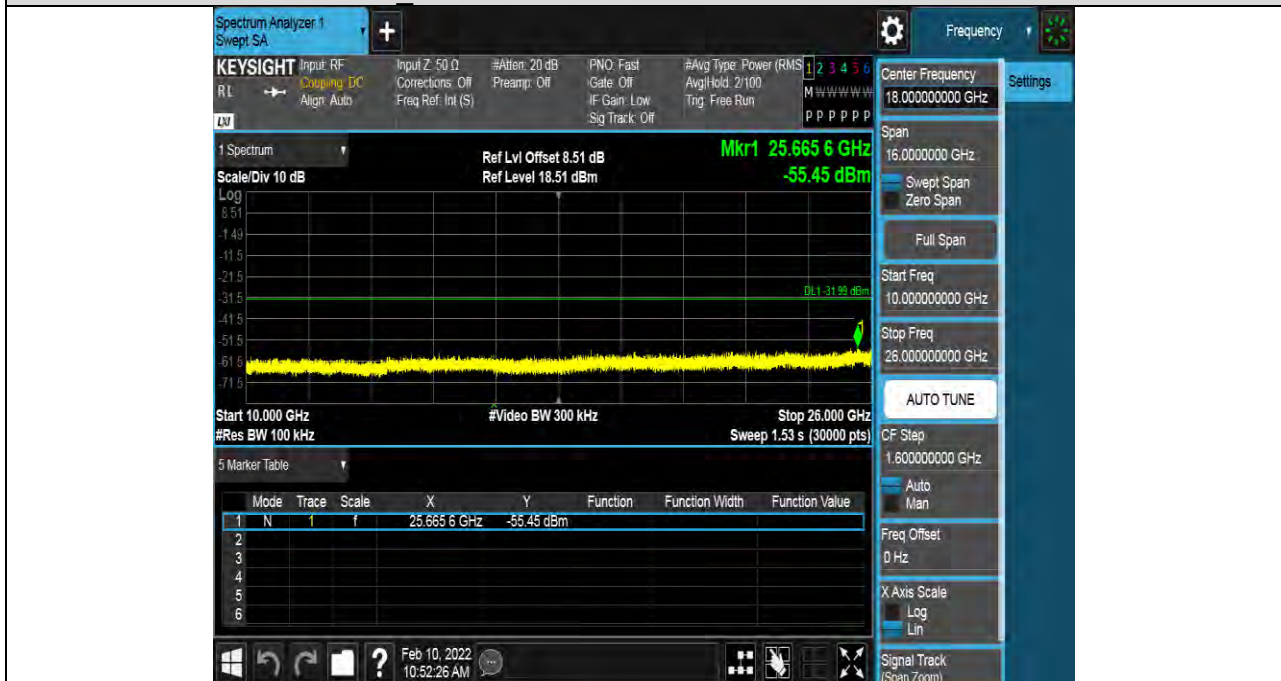 Spectrum Analyzer 1
Swept SA
+
Frequency
KEYSIGHT
RL
LXI
Input: RF
Coupling: DC
Align: Auto
Input Z: 50 Ω
Corrections: Off
Freq Ref: Int (S)
#Atten: 20 dB
Preamp: Off
PNO: Fast
Gate: Off
IF Gain: Low
Sig Track: Off
#Avg Type: Power (RMS
Avg|Hold: 2/100
Trig: Free Run
1 2 3 4 5 6
M W W W W W
P P P P P P
1 Spectrum
Scale/Div 10 dB
Ref Lvl Offset 8.51 dB
Ref Level 18.51 dBm
Mkr1 25.665 6 GHz
-55.45 dBm
Log
8.51
-1.49
-11.5
-21.5
-31.5
-41.5
-51.5
-61.5
-71.5
DL1 -31.99 dBm
1
Start 10.000 GHz
#Video BW 300 kHz
Stop 26.000 GHz
#Res BW 100 kHz
Sweep 1.53 s (30000 pts)
5 Marker Table
Mode Trace Scale X Y Function Function Width Function Value
1 N 1 f 25.665 6 GHz -55.45 dBm
2
3
4
5
6
?
Feb 10, 2022
10:52:26 AM
Center Frequency
18.000000000 GHz
Settings
Span
16.0000000 GHz
Swept Span
Zero Span
Full Span
Start Freq
10.000000000 GHz
Stop Freq
26.000000000 GHz
AUTO TUNE
CF Step
1.600000000 GHz
Auto
Man
Freq Offset
0 Hz
X Axis Scale
Log
Lin
Signal Track
(Span Zoom)